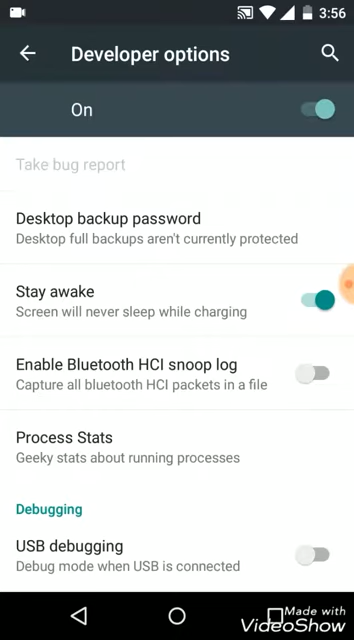 3:56
Developer options
On
Take bug report
Desktop backup password
Desktop full backups aren't currently protected
Stay awake
Screen will never sleep while charging
Enable Bluetooth HCI snoop log
Capture all bluetooth HCI packets in a file
Process Stats
Geeky stats about running processes
Debugging
USB debugging
Debug mode when USB is connected
Made with
VideoShow